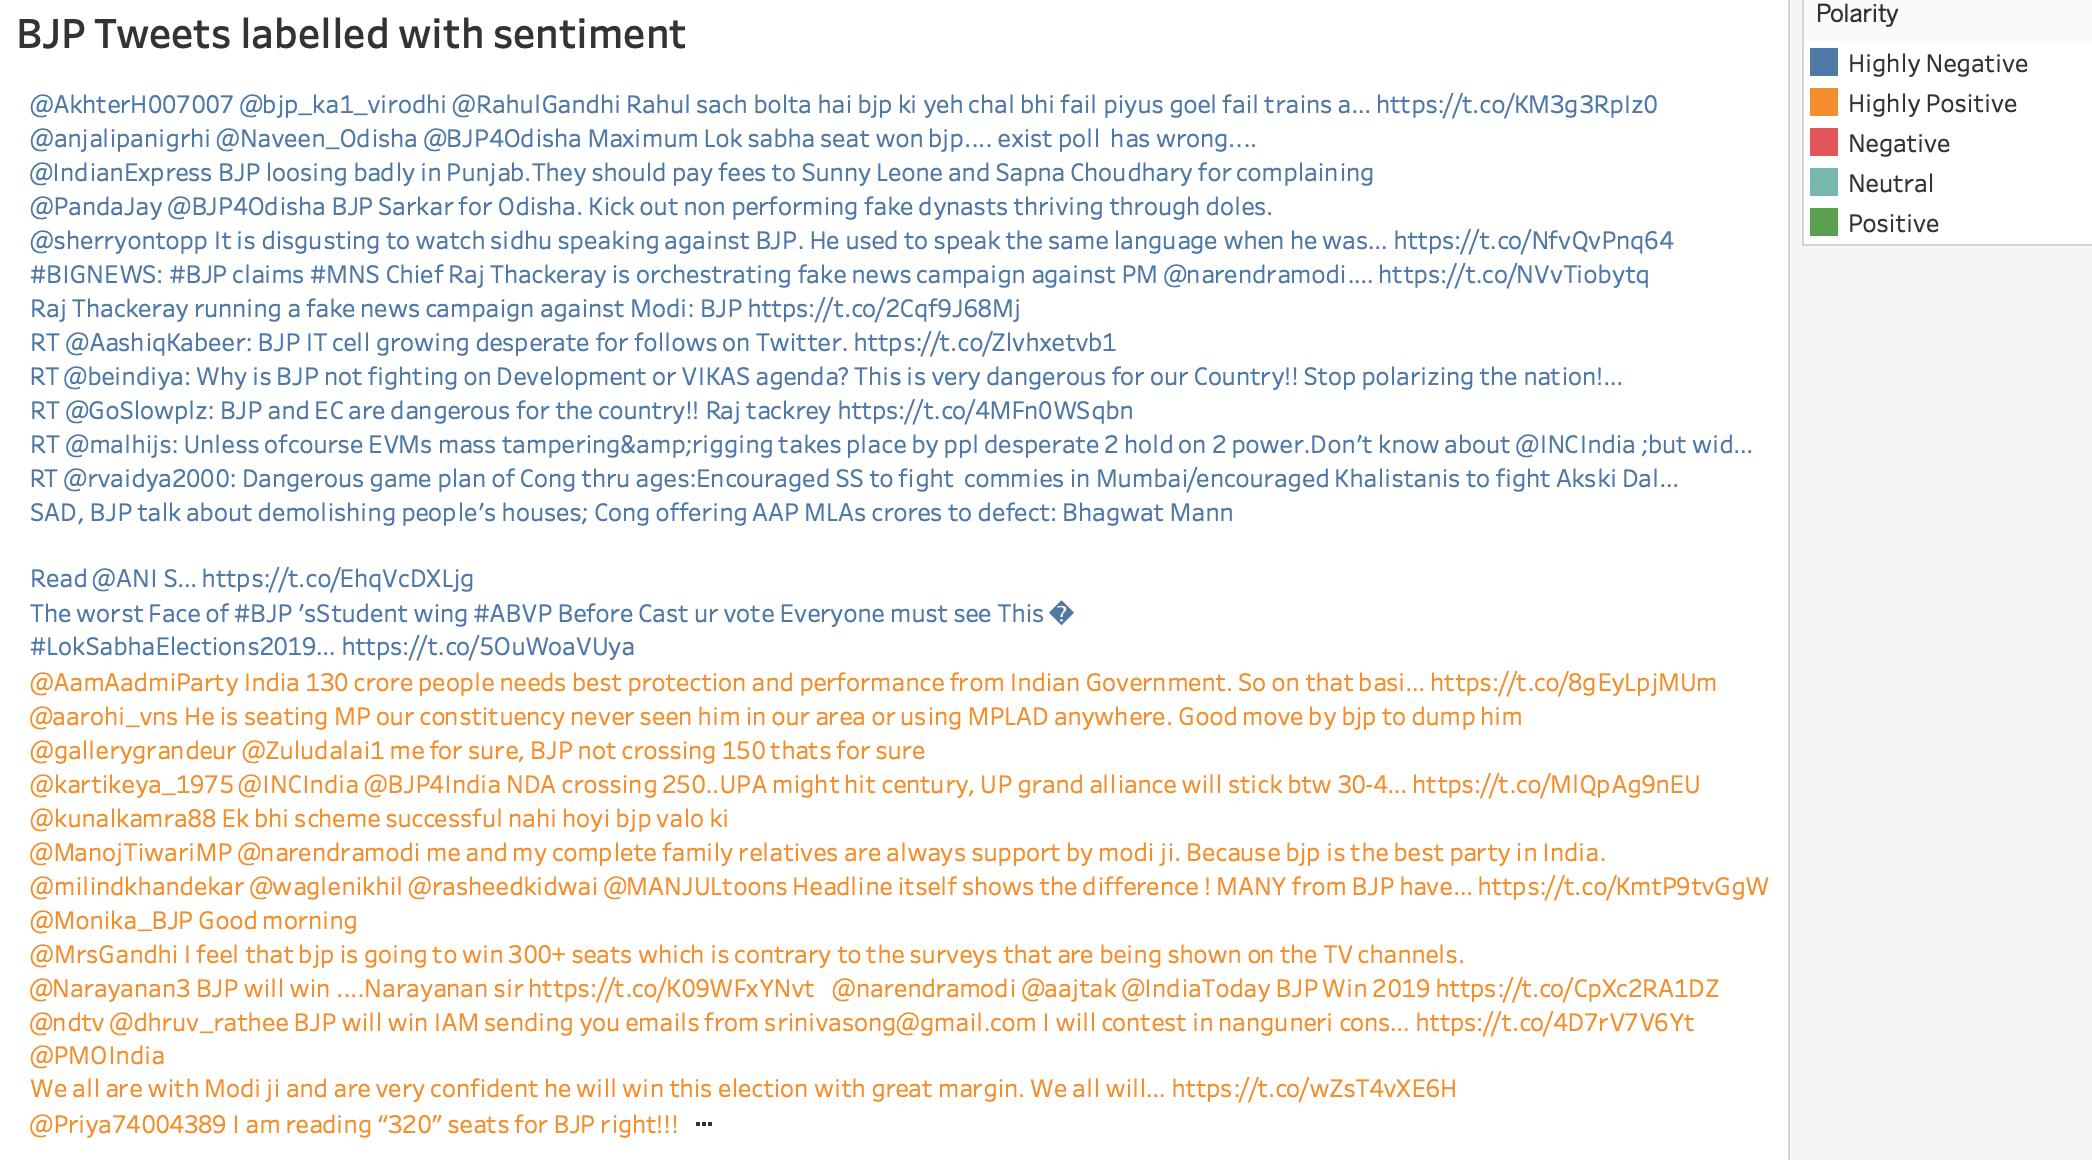 BJP Tweets labelled with sentiment
@AkhterH007007 @bjp_ka1_virodhi @RahulGandhi Rahul sach bolta hai bjp ki yeh chal bhi fail piyus goel fail trains a... https://t.co/KM3g3RpIz0
@anjalipanigrhi @Naveen_Odisha @BJP4Odisha Maximum Lok sabha seat won bjp.... exist poll has wrong....
@IndianExpress BJP loosing badly in Punjab.They should pay fees to Sunny Leone and Sapna Choudhary for complaining
@PandaJay @BJP4Odisha BJP Sarkar for Odisha. Kick out non performing fake dynasts thriving through doles.
@sherryontopp It is disgusting to watch sidhu speaking against BJP. He used to speak the same language when he was... https://t.co/NfvQvPnq64
#BIGNEWS: #BJP claims #MNS Chief Raj Thackeray is orchestrating fake news campaign against PM @narendramodi.... https://t.co/NVvTiobytq
Raj Thackeray running a fake news campaign against Modi: BJP https://t.co/2Cqf9J68Mj
RT @AashiqKabeer: BJP IT cell growing desperate for follows on Twitter. https://t.co/Zlvhxetvb1
RT @beindiya: Why is BJP not fighting on Development or VIKAS agenda? This is very dangerous for our Country!! Stop polarizing the nation!...
RT @GoSlowplz: BJP and EC are dangerous for the country!! Raj tackrey https://t.co/4MFn0WSqbn
RT @malhijs: Unless ofcourse EVMs mass tampering&amp;rigging takes place by ppl desperate 2 hold on 2 power.Don't know about @INCIndia ;but wid...
RT @rvaidya2000: Dangerous game plan of Cong thru ages:Encouraged SS to fight commies in Mumbai/encouraged Khalistanis to fight Akski Dal...
SAD, BJP talk about demolishing people's houses; Cong offering AAP MLAs crores to defect: Bhagwat Mann
Read @ANI S... https://t.co/EhqVcDXLjg
The worst Face of #BJP 'sStudent wing #ABVP Before Cast ur vote Everyone must see This �
#LokSabhaElections2019... https://t.co/5OuWoaVUya
@AamAadmiParty India 130 crore people needs best protection and performance from Indian Government. So on that basi... https://t.co/8gEyLpjMUm
@aarohi_vns He is seating MP our constituency never seen him in our area or using MPLAD anywhere. Good move by bjp to dump him
@gallerygrandeur @Zuludalai1 me for sure, BJP not crossing 150 thats for sure
@kartikeya_1975 @INCIndia @BJP4India NDA crossing 250..UPA might hit century, UP grand alliance will stick btw 30-4... https://t.co/MlQpAg9nEU
@kunalkamra88 Ek bhi scheme successful nahi hoyi bjp valo ki
@ManojTiwariMP @narendramodi me and my complete family relatives are always support by modi ji. Because bjp is the best party in India.
@milindkhandekar @waglenikhil @rasheedkidwai @MANJULtoons Headline itself shows the difference ! MANY from BJP have... https://t.co/KmtP9tvGgW
@Monika_BJP Good morning
@MrsGandhi I feel that bjp is going to win 300+ seats which is contrary to the surveys that are being shown on the TV channels.
@Narayanan3 BJP will win ....Narayanan sir https://t.co/K09WFxYNvt @narendramodi @aajtak @IndiaToday BJP Win 2019 https://t.co/CpXc2RA1DZ
@ndtv @dhruv_rathee BJP will win IAM sending you emails from srinivasong@gmail.com I will contest in nanguneri cons... https://t.co/4D7rV7V6Yt
@PMOIndia
We all are with Modi ji and are very confident he will win this election with great margin. We all will... https://t.co/wZsT4vXE6H
@Priya74004389 I am reading "320" seats for BJP right!!! ...
Polarity
Highly Negative
Highly Positive
Negative
Neutral
Positive